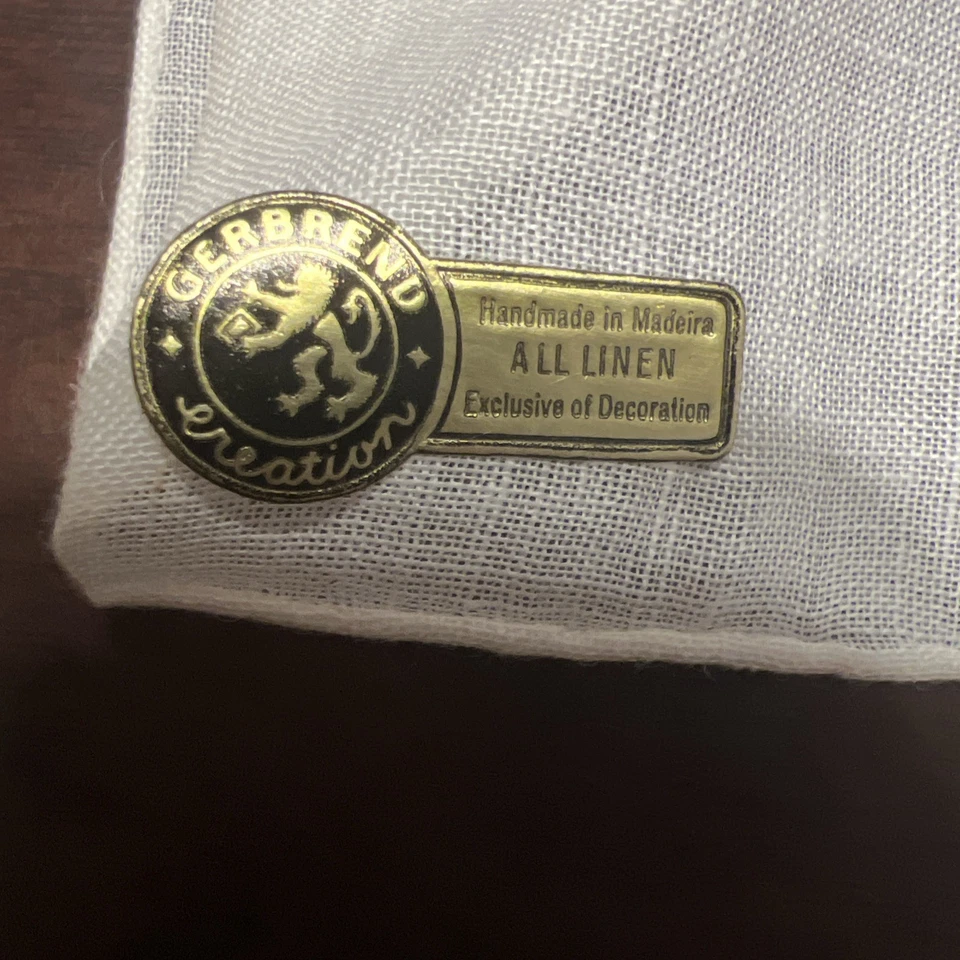 GERBREND
Creation
Handmade in Madeira
ALL LINEN
Exclusive of Decoration